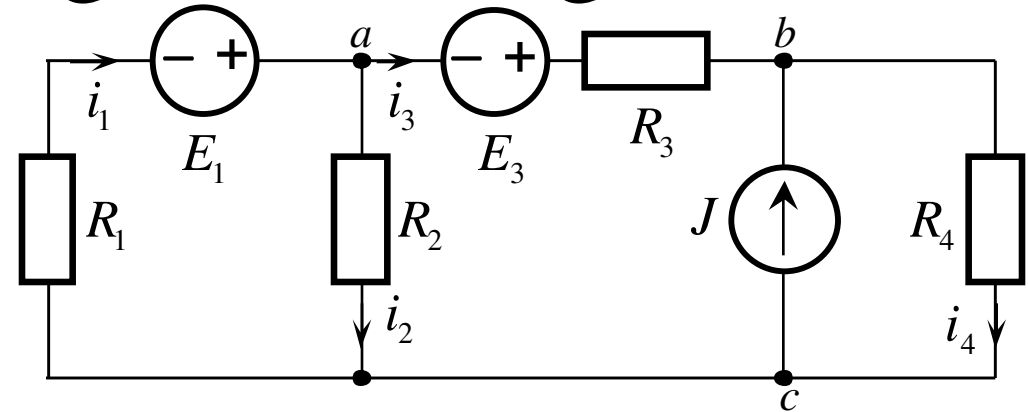 a b
− + − +
i1 i3
E1 E3 R3
R1 R2 J R4
i2 i4
c